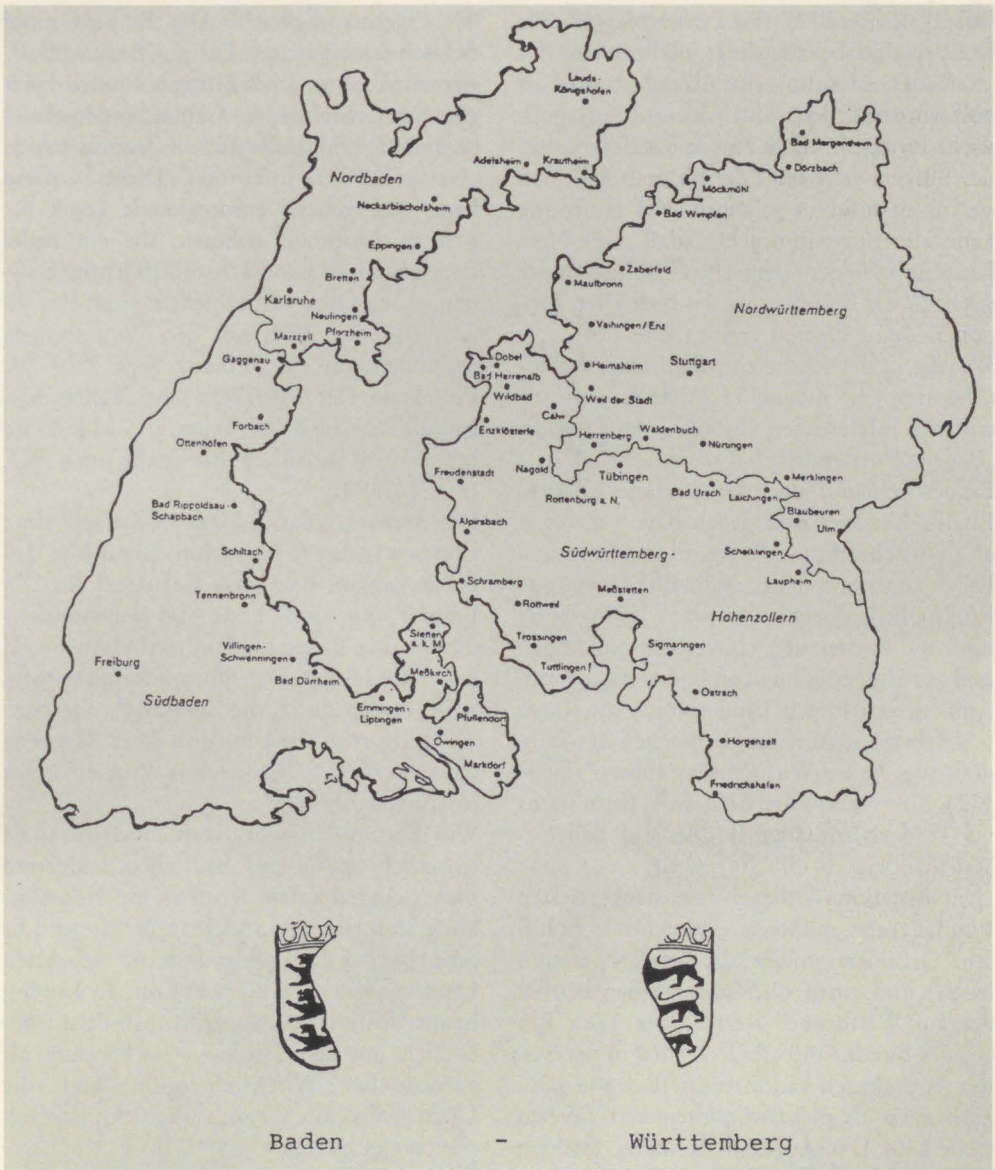 Lauda-
Königshofen
Bad Mergentheim
Adelsheim
Krautheim
Dörzbach
Nordbaden
Möckmühl
Neckarbischofsheim
Bad Wimpfen
Eppingen
Bretten
Zaberfeld
Maulbronn
Karlsruhe
Neulingen
Nordwürttemberg
Marxzell
Pforzheim
Vaihingen/Enz
Gaggenau
Dobel
Bad Herrenalb
Heimsheim
Stuttgart
Wildbad
Weil der Stadt
Calw
Forbach
Enzklösterle
Herrenberg
Waldenbuch
Nürtingen
Ottenhöfen
Nagold
Tübingen
Freudenstadt
Rottenburg a. N.
Bad Urach
Laichingen
Merklingen
Bad Rippoldsau-
Schapbach
Blaubeuren
Ulm
Alpirsbach
Schelklingen
Schiltach
Südwürttemberg-
Laupheim
Schramberg
Meßstetten
Tennenbronn
Rottweil
Hohenzollern
Stetten
a. k. M.
Trossingen
Sigmaringen
Villingen-
Schwenningen
Freiburg
Bad Dürrheim
Meßkirch
Tuttlingen
Südbaden
Emmingen-
Liptingen
Pfullendorf
Ostrach
Owingen
Horgenzell
Markdorf
Friedrichshafen
Baden - Württemberg